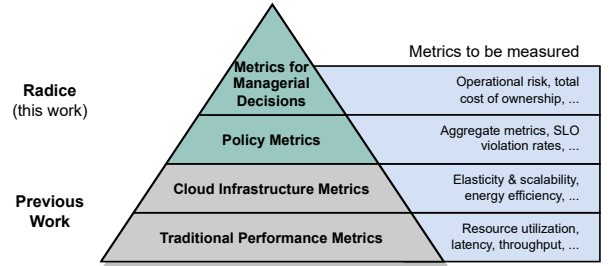 Metrics to be measured
Radice
(this work)
Metrics for
Managerial
Decisions
Operational risk, total
cost of ownership, ...
Policy Metrics
Aggregate metrics, SLO
violation rates, ...
Previous
Work
Cloud Infrastructure Metrics
Elasticity & scalability,
energy efficiency, ...
Traditional Performance Metrics
Resource utilization,
latency, throughput, ...